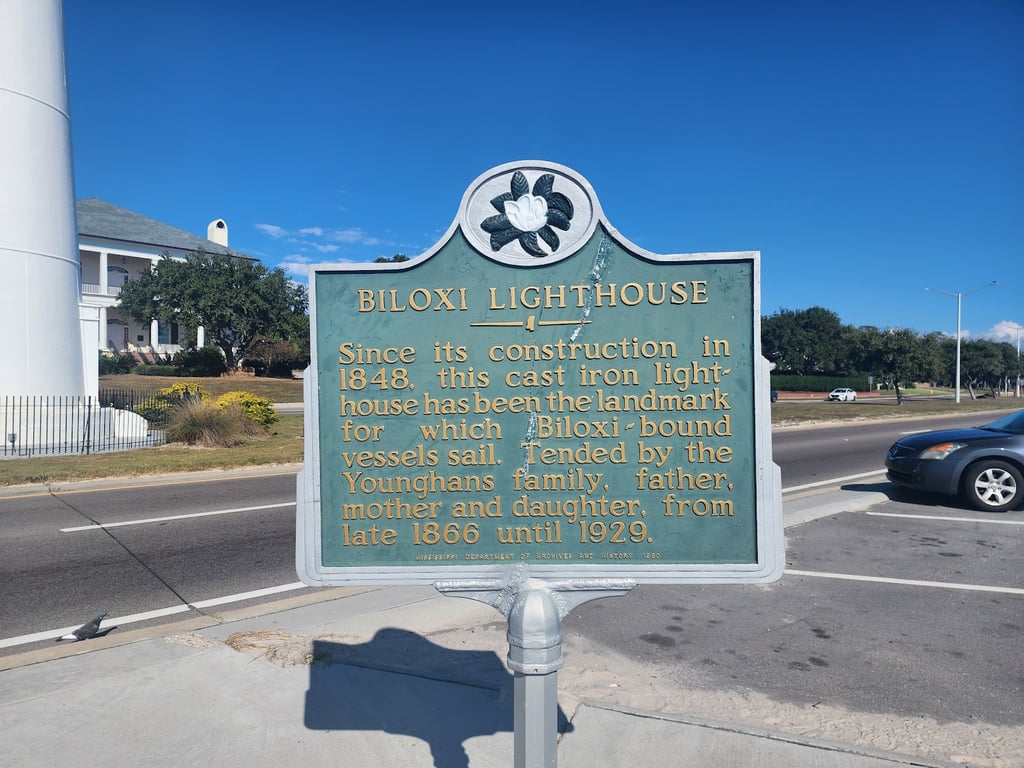 BILOXI LIGHTHOUSE
Since its construction in
1848, this cast iron light-
house has been the landmark
for which Biloxi-bound
vessels sail. Tended by the
Younghans family, father,
mother and daughter, from
late 1866 until 1929.
MISSISSIPPI DEPARTMENT OF ARCHIVES AND HISTORY 1980